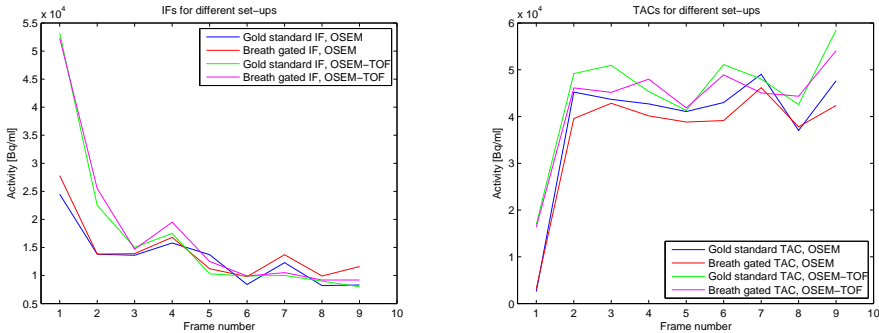 IFs for different set−ups
x 10^4
5.5
5
4.5
4
3.5
3
2.5
2
1.5
1
0.5
Activity [Bq/ml]
Gold standard IF, OSEM
Breath gated IF, OSEM
Gold standard IF, OSEM−TOF
Breath gated IF, OSEM−TOF
1 2 3 4 5 6 7 8 9 10
Frame number
TACs for different set−ups
x 10^4
6
5
4
3
2
1
0
Activity [Bq/ml]
Gold standard TAC, OSEM
Breath gated TAC, OSEM
Gold standard TAC, OSEM−TOF
Breath gated TAC, OSEM−TOF
1 2 3 4 5 6 7 8 9 10
Frame number